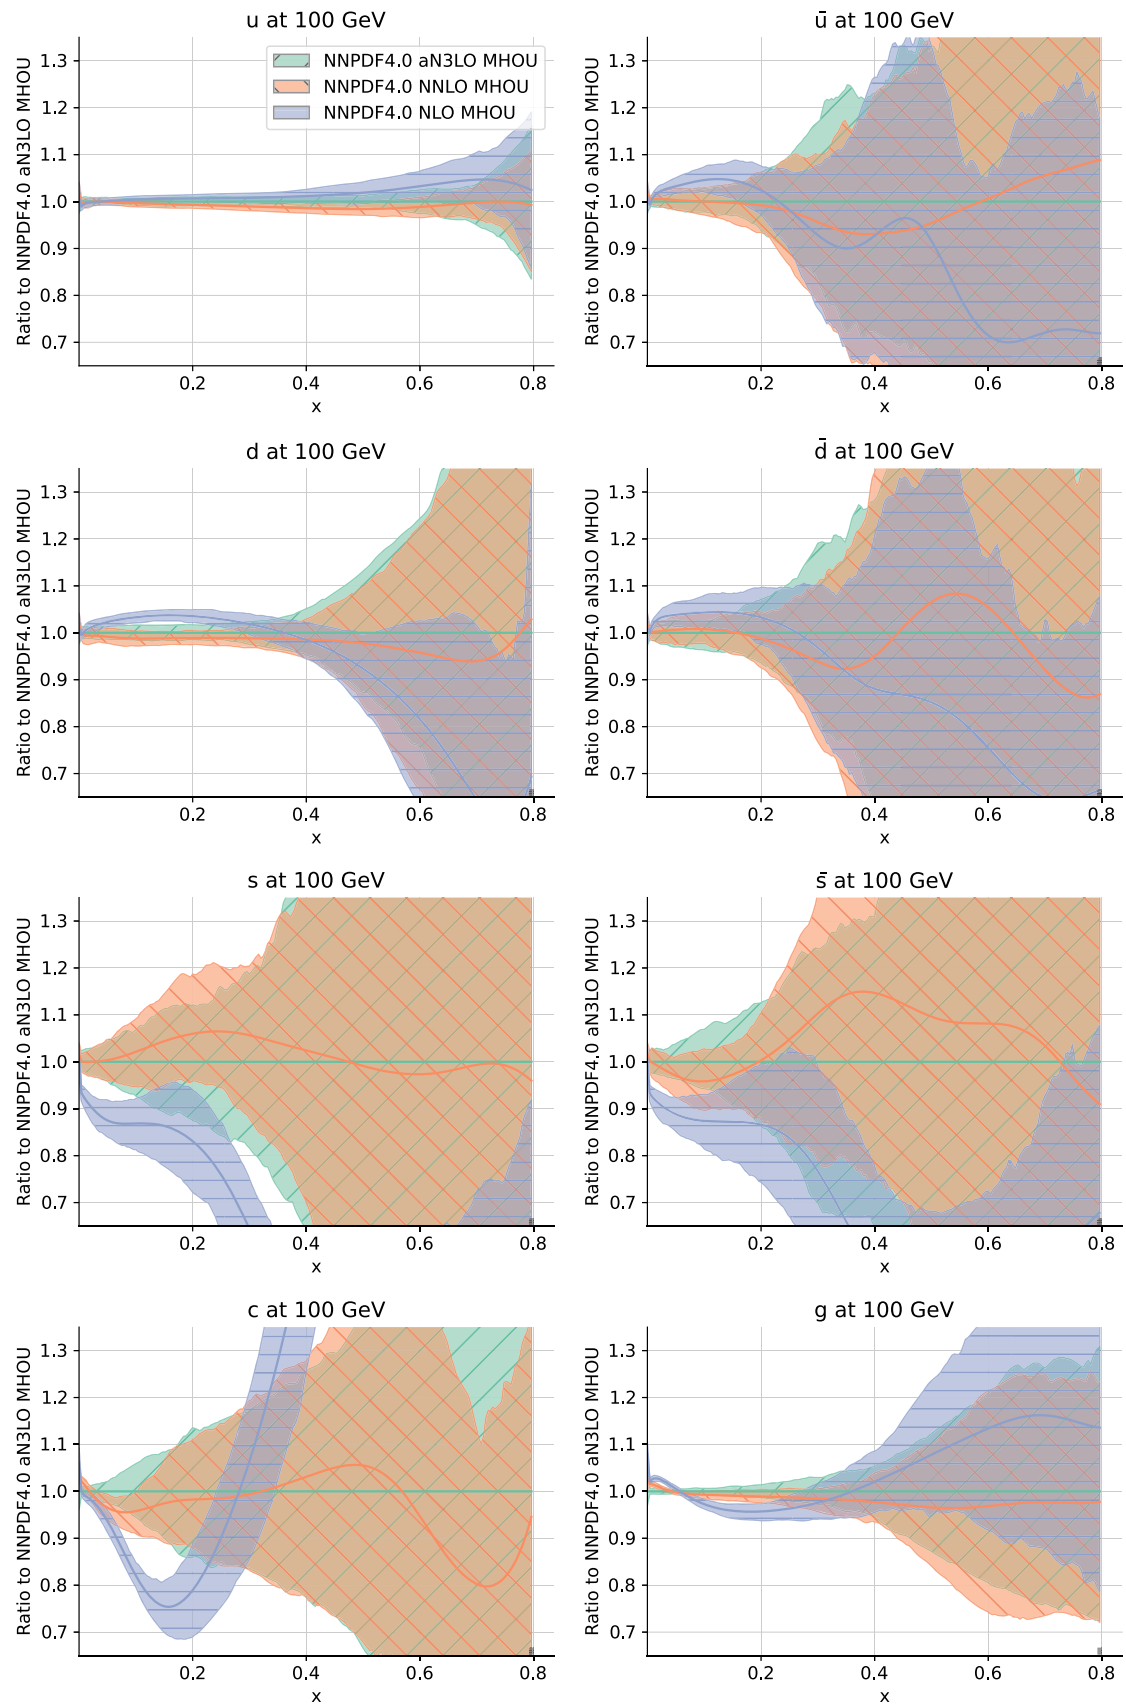 u at 100 GeV
Ratio to NNPDF4.0 aN3LO MHOU
1.3
1.2
1.1
1.0
0.9
0.8
0.7
NNPDF4.0 aN3LO MHOU
NNPDF4.0 NNLO MHOU
NNPDF4.0 NLO MHOU
0.2 0.4 0.6 0.8
x
ū at 100 GeV
Ratio to NNPDF4.0 aN3LO MHOU
1.3
1.2
1.1
1.0
0.9
0.8
0.7
0.2 0.4 0.6 0.8
x
d at 100 GeV
Ratio to NNPDF4.0 aN3LO MHOU
1.3
1.2
1.1
1.0
0.9
0.8
0.7
0.2 0.4 0.6 0.8
x
d̄ at 100 GeV
Ratio to NNPDF4.0 aN3LO MHOU
1.3
1.2
1.1
1.0
0.9
0.8
0.7
0.2 0.4 0.6 0.8
x
s at 100 GeV
Ratio to NNPDF4.0 aN3LO MHOU
1.3
1.2
1.1
1.0
0.9
0.8
0.7
0.2 0.4 0.6 0.8
x
s̄ at 100 GeV
Ratio to NNPDF4.0 aN3LO MHOU
1.3
1.2
1.1
1.0
0.9
0.8
0.7
0.2 0.4 0.6 0.8
x
c at 100 GeV
Ratio to NNPDF4.0 aN3LO MHOU
1.3
1.2
1.1
1.0
0.9
0.8
0.7
0.2 0.4 0.6 0.8
x
g at 100 GeV
Ratio to NNPDF4.0 aN3LO MHOU
1.3
1.2
1.1
1.0
0.9
0.8
0.7
0.2 0.4 0.6 0.8
x